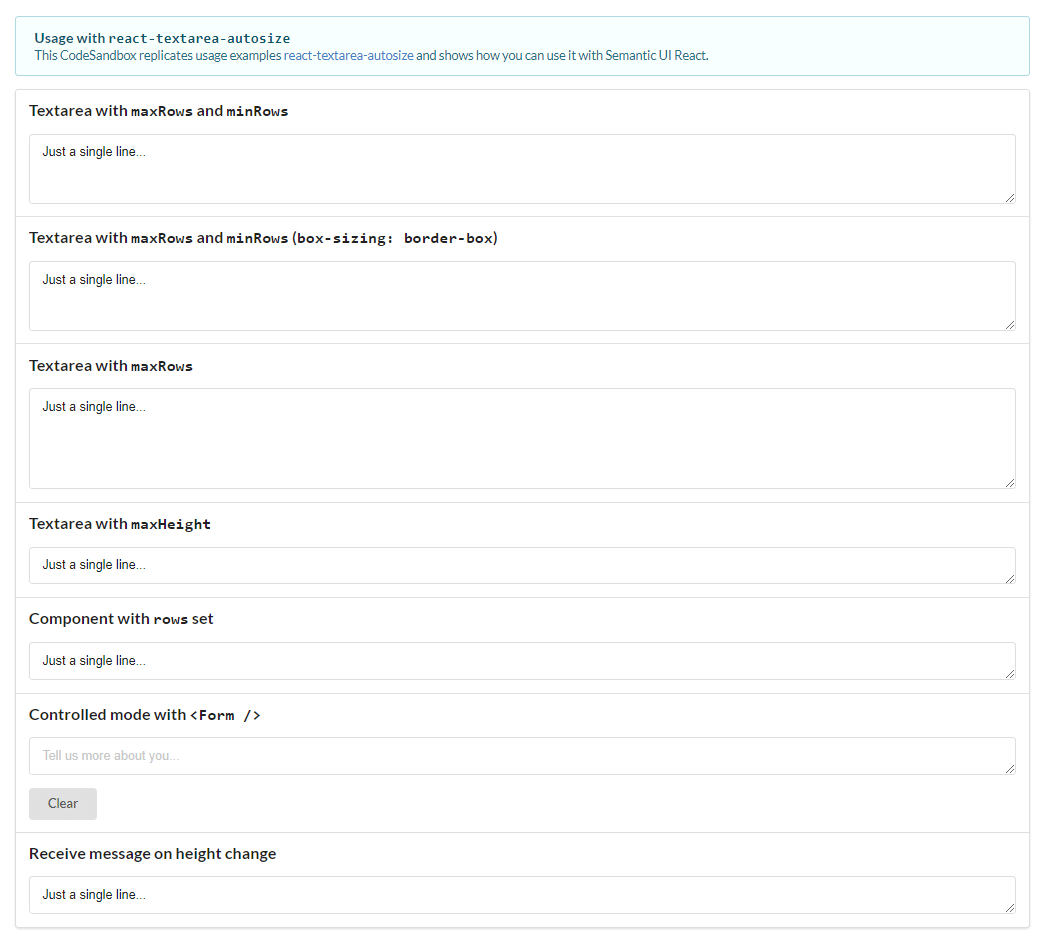 Usage with react-textarea-autosize
This CodeSandbox replicates usage examples react-textarea-autosize and shows how you can use it with Semantic UI React.
Textarea with maxRows and minRows
Just a single line...
Textarea with maxRows and minRows (box-sizing: border-box)
Just a single line...
Textarea with maxRows
Just a single line...
Textarea with maxHeight
Just a single line...
Component with rows set
Just a single line...
Controlled mode with <Form />
Tell us more about you...
Clear
Receive message on height change
Just a single line...